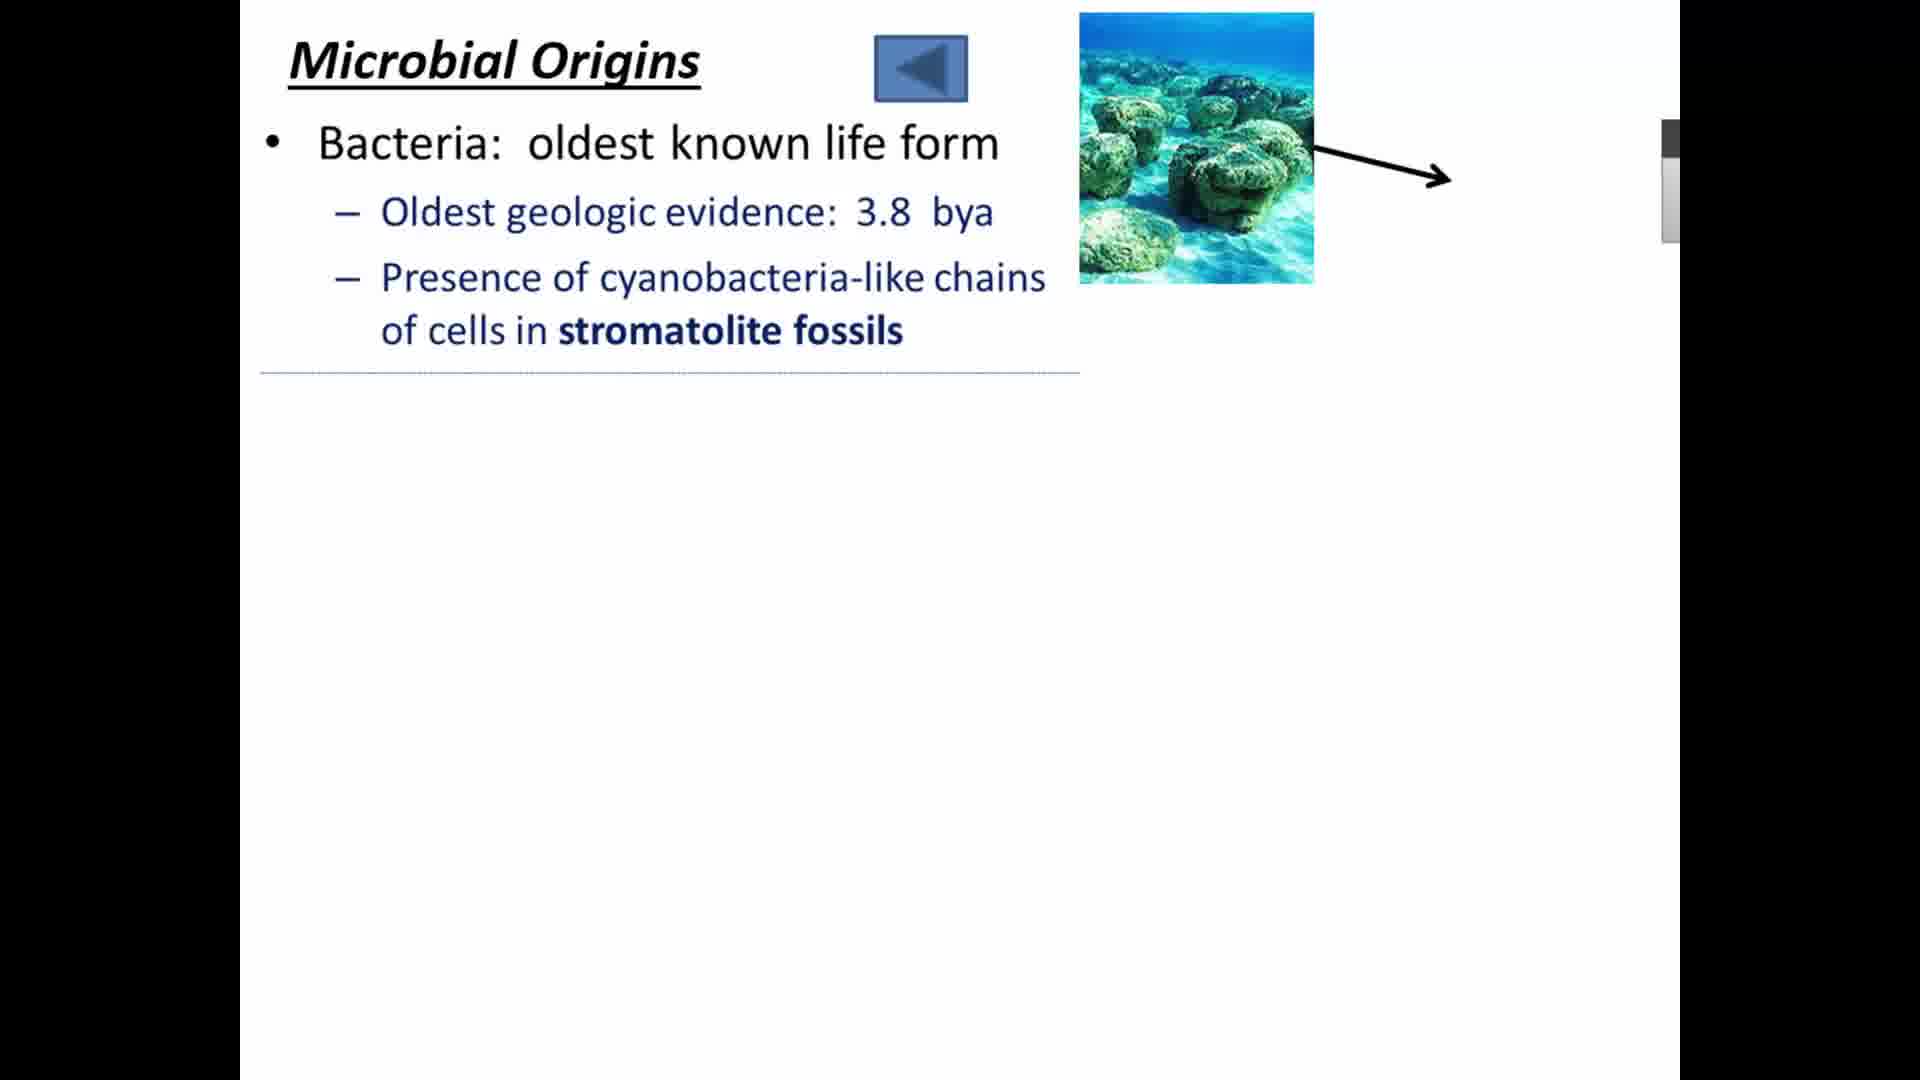 Microbial Origins
• Bacteria: oldest known life form
– Oldest geologic evidence: 3.8 bya
– Presence of cyanobacteria-like chains
of cells in stromatolite fossils